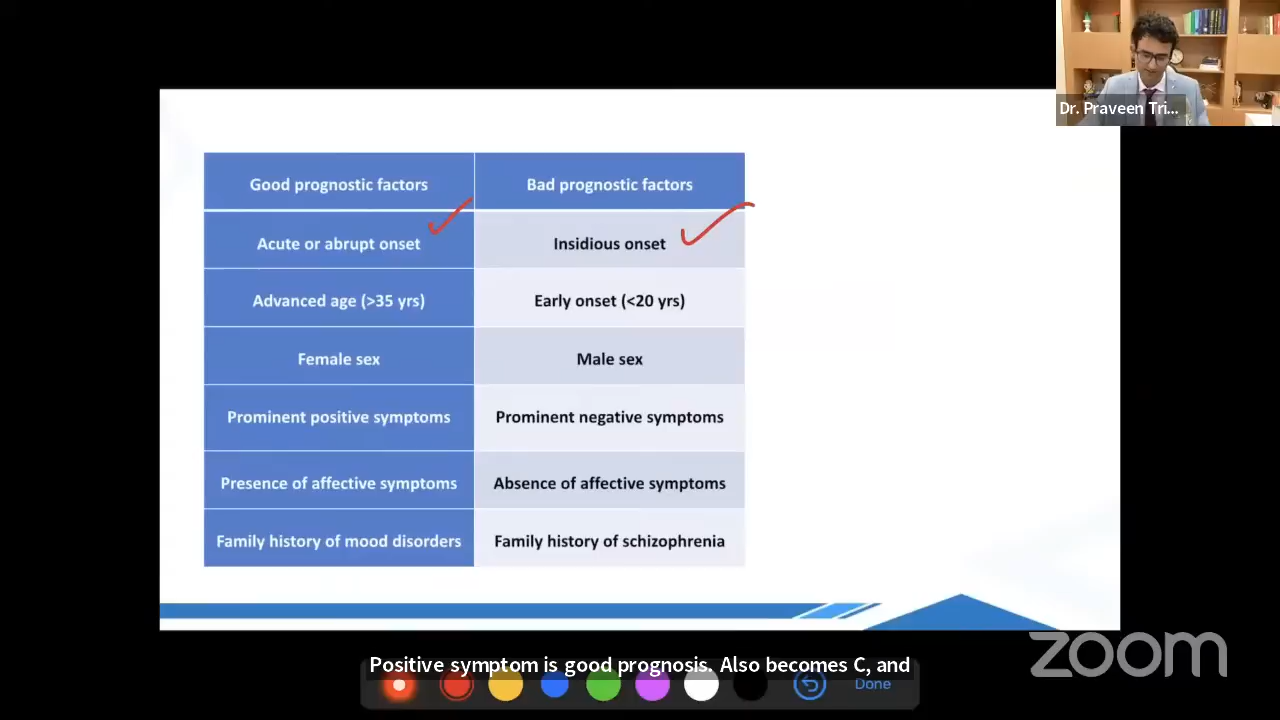 Dr. Praveen Tri...
Good prognostic factors
Bad prognostic factors
Acute or abrupt onset
Insidious onset
Advanced age (>35 yrs)
Early onset (<20 yrs)
Female sex
Male sex
Prominent positive symptoms
Prominent negative symptoms
Presence of affective symptoms
Absence of affective symptoms
Family history of mood disorders
Family history of schizophrenia
zoom
Positive symptom is good prognosis. Also becomes C, and
Done